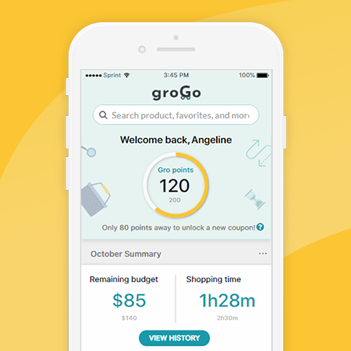 Sprint 3:45 PM 100%
groGo
Search product, favorites, and more
Welcome back, Angeline
Gro points
120
200
Only 80 points away to unlock a new coupon!
?
October Summary
Remaining budget Shopping time
$85 1h28m
$140 2h30m
VIEW HISTORY